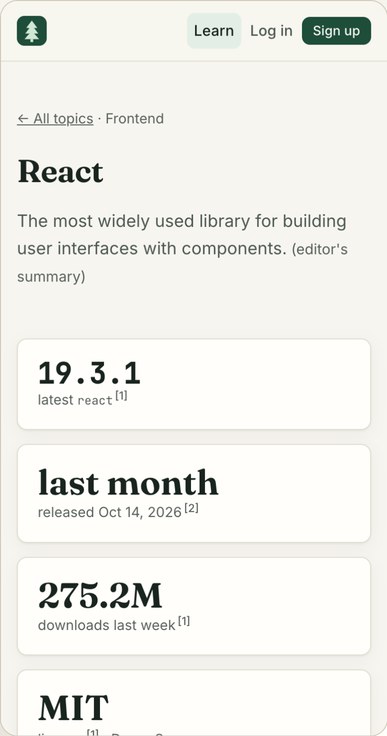 Learn Log in Sign up
← All topics · Frontend
React
The most widely used library for building
user interfaces with components. (editor's
summary)
19.3.1
latest react [1]
last month
released Oct 14, 2026 [2]
275.2M
downloads last week [1]
MIT
[1]